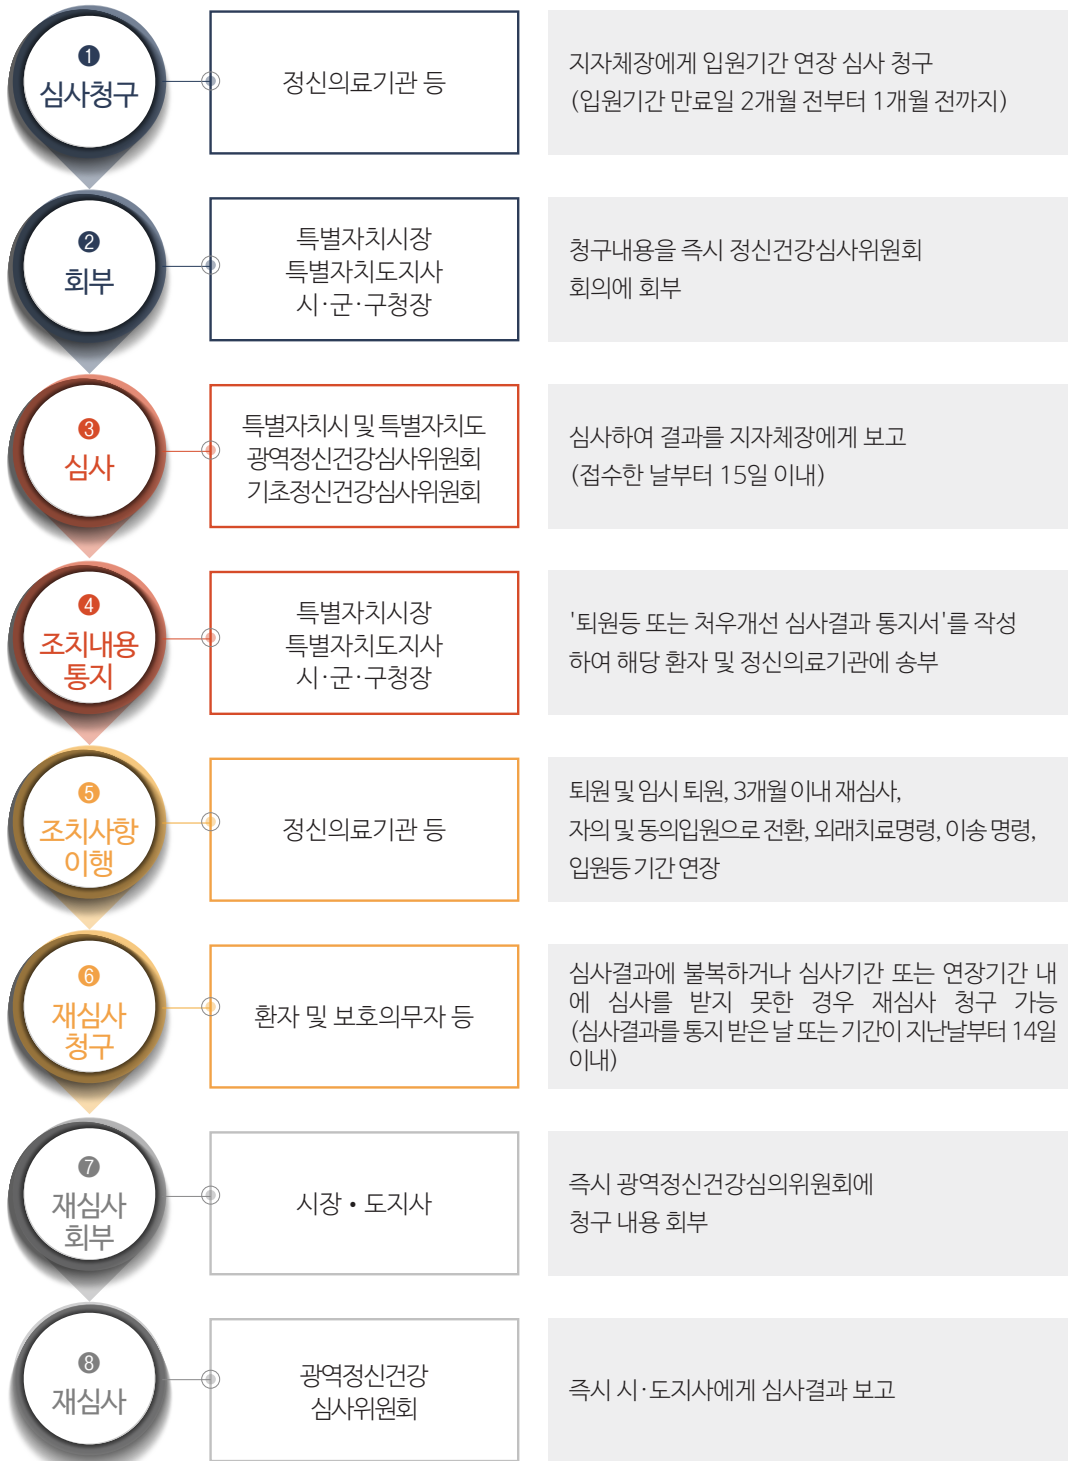 ❶
심사청구
정신의료기관 등
지자체장에게 입원기간 연장 심사 청구
(입원기간 만료일 2개월 전부터 1개월 전까지)
❷
회부
특별자치시장
특별자치도지사
시·군·구청장
청구내용을 즉시 정신건강심사위원회
회의에 회부
❸
심사
특별자치시 및 특별자치도
광역정신건강심사위원회
기초정신건강심사위원회
심사하여 결과를 지자체장에게 보고
(접수한 날부터 15일 이내)
❹
조치내용
통지
특별자치시장
특별자치도지사
시·군·구청장
'퇴원등 또는 처우개선 심사결과 통지서'를 작성
하여 해당 환자 및 정신의료기관에 송부
❺
조치사항
이행
정신의료기관 등
퇴원 및 임시 퇴원, 3개월 이내 재심사,
자의 및 동의입원으로 전환, 외래치료명령, 이송 명령,
입원등 기간 연장
❻
재심사
청구
환자 및 보호의무자 등
심사결과에 불복하거나 심사기간 또는 연장기간 내
에 심사를 받지 못한 경우 재심사 청구 가능
(심사결과를 통지 받은 날 또는 기간이 지난날부터 14일
이내)
❼
재심사
회부
시장•도지사
즉시 광역정신건강심의위원회에
청구 내용 회부
❽
재심사
광역정신건강
심사위원회
즉시 시·도지사에게 심사결과 보고